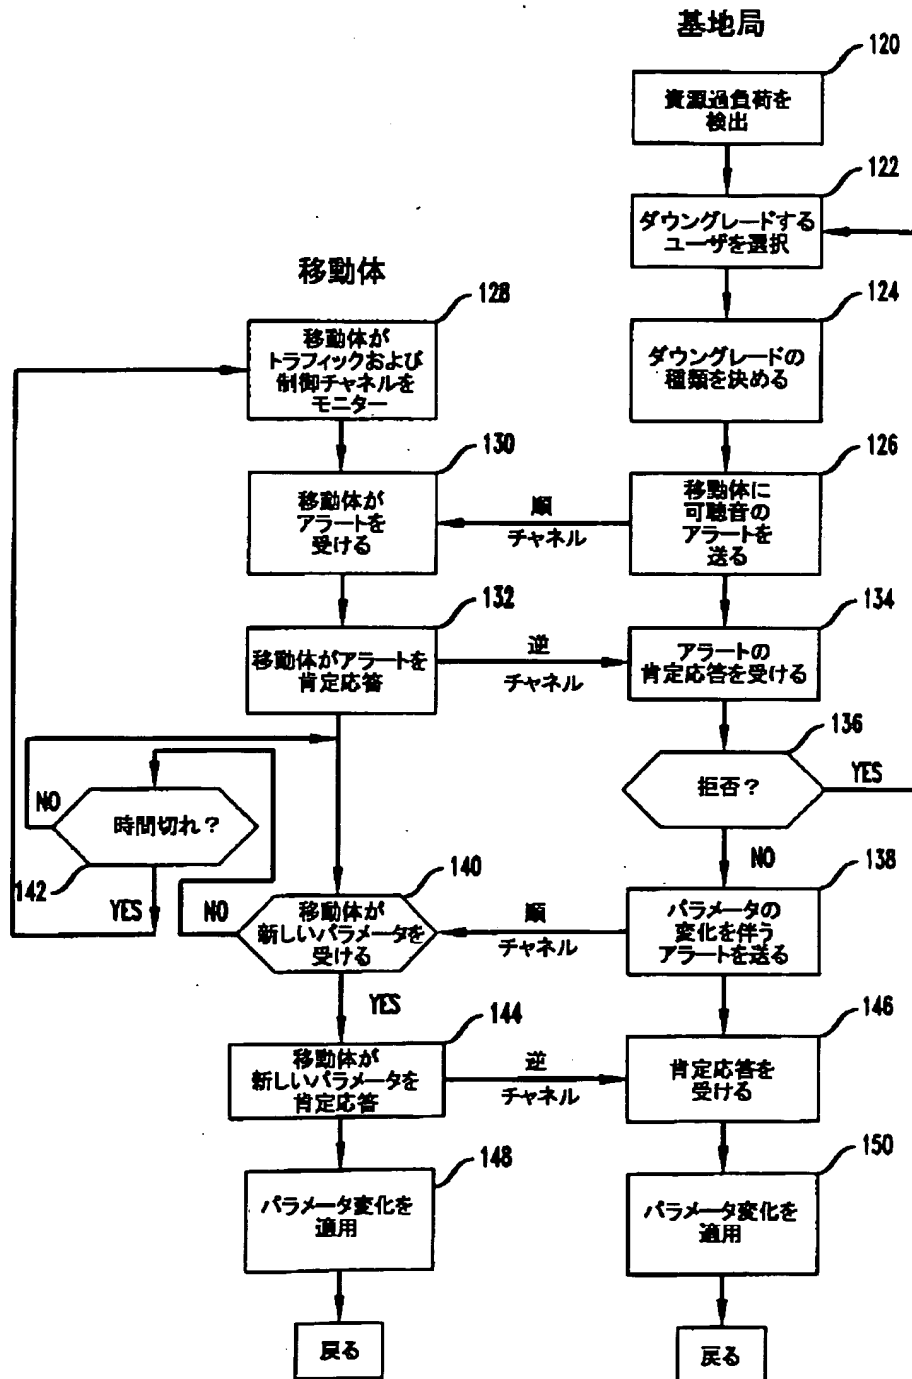 基地局
120
資源過負荷を
検出
122
ダウングレードする
ユーザを選択
移動体
128
移動体が
トラフィックおよび
制御チャネルを
モニター
124
ダウングレードの
種類を決める
130
移動体が
アラートを
受ける
順
チャネル
126
移動体に
可聴音の
アラートを
送る
132
移動体がアラートを
肯定応答
逆
チャネル
134
アラートの
肯定応答を受ける
136
拒否?
YES
NO
NO
時間切れ?
142
YES
NO
140
移動体が
新しいパラメータを
受ける
YES
順
チャネル
138
パラメータの
変化を伴う
アラートを送る
144
移動体が
新しいパラメータを
肯定応答
逆
チャネル
146
肯定応答を
受ける
148
パラメータ変化を
適用
150
パラメータ変化を
適用
戻る
戻る